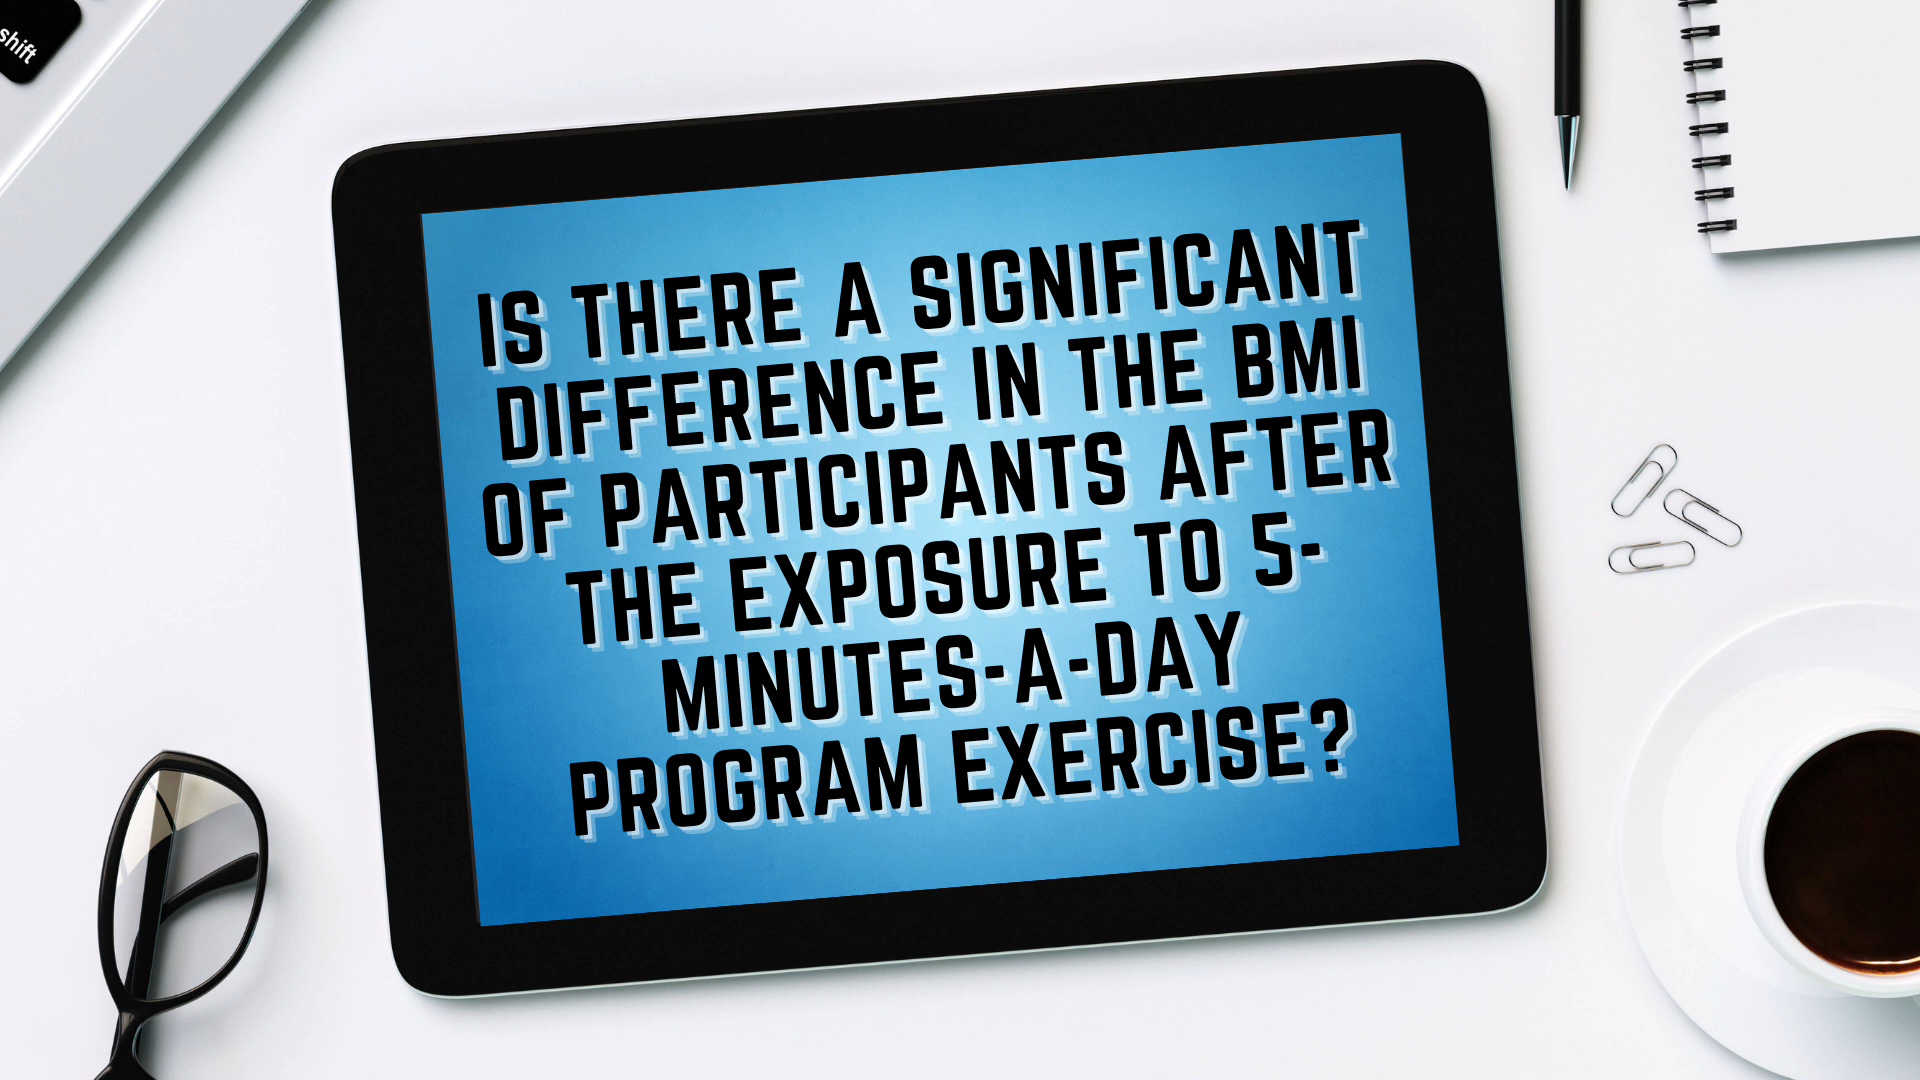 shift
IS THERE A SIGNIFICANT
DIFFERENCE IN THE BMI
OF PARTICIPANTS AFTER
THE EXPOSURE TO 5-
MINUTES-A-DAY
PROGRAM EXERCISE?